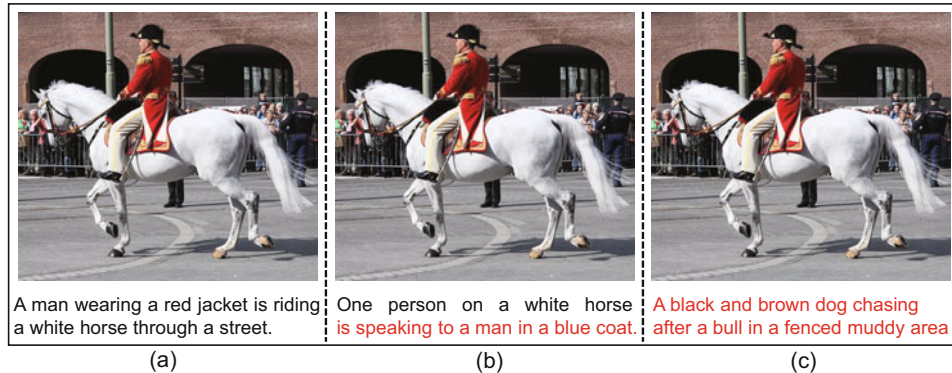 A man wearing a red jacket is riding
a white horse through a street.
One person on a white horse
is speaking to a man in a blue coat.
A black and brown dog chasing
after a bull in a fenced muddy area
(a)
(b)
(c)